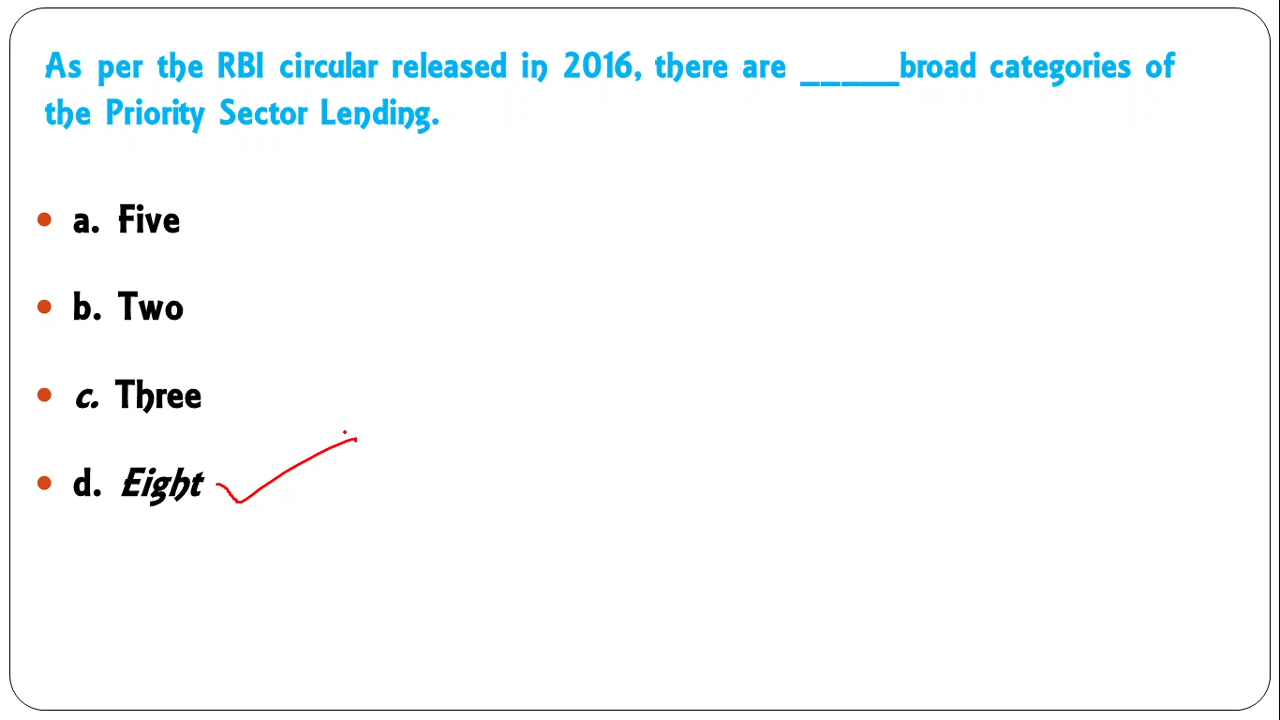 As per the RBI circular released in 2016, there are _____broad categories of
the Priority Sector Lending.
a. Five
b. Two
c. Three
d. Eight